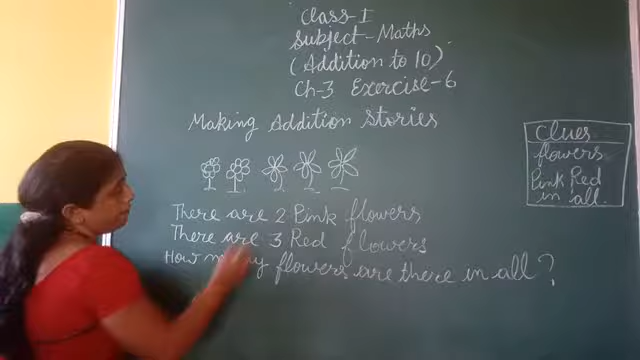 Class-I
Subject-Maths
(Addition to 10)
Ch-3 Exercise-6
Making Addition Stories
There are 2 Pink flowers
There are 3 Red flowers
How many flowers are there in all?
Clues
flowers
Pink Red
in all.